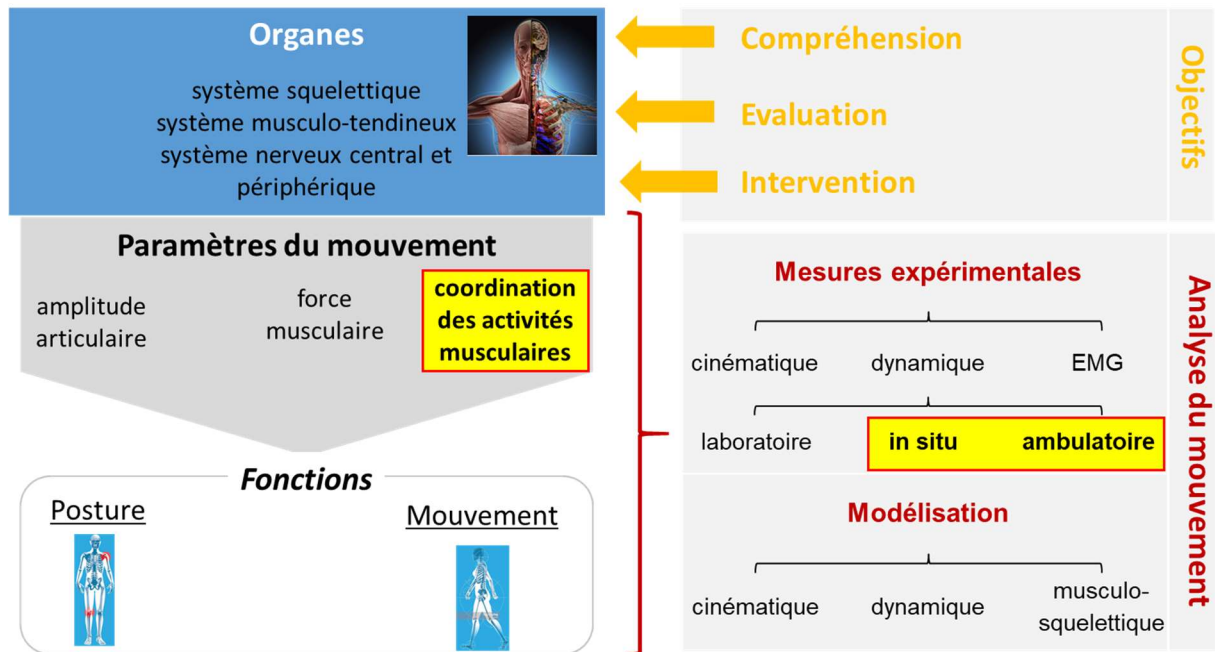 Organes
système squelettique
système musculo-tendineux
système nerveux central et
périphérique
Compréhension
Evaluation
Intervention
Objectifs
Paramètres du mouvement
amplitude
articulaire
force
musculaire
coordination
des activités
musculaires
Fonctions
Posture
Mouvement
Mesures expérimentales
cinématique dynamique EMG
laboratoire in situ ambulatoire
Modélisation
cinématique dynamique musculo-
squelettique
Analyse du mouvement